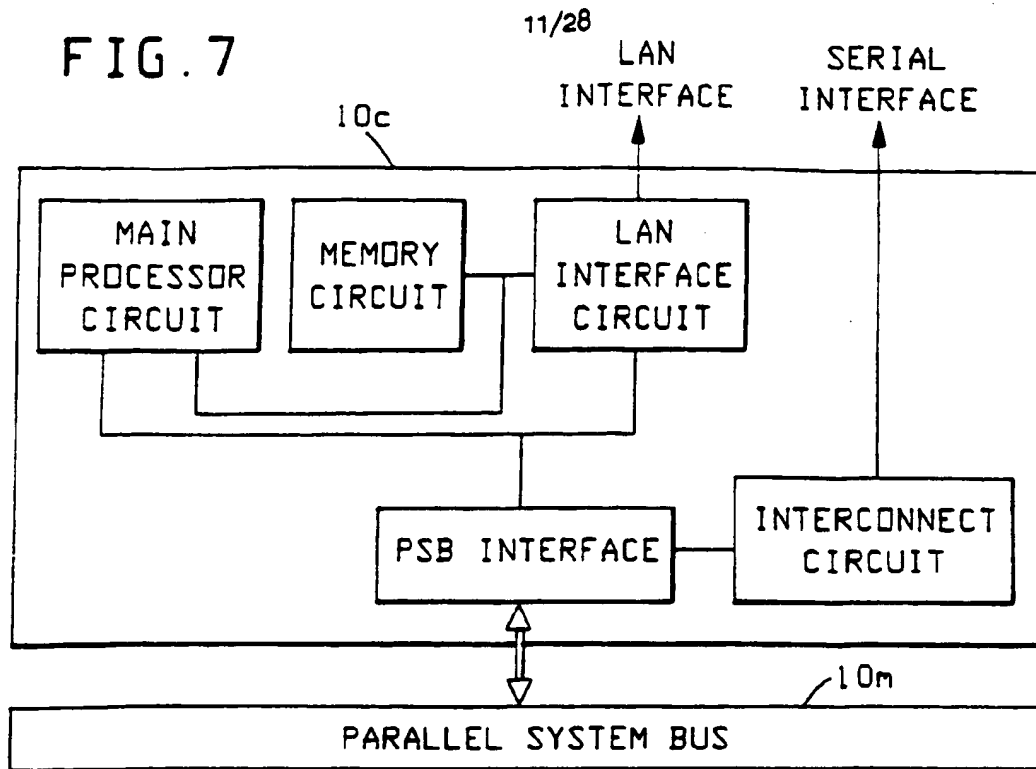 11/28
FIG. 7
LAN
INTERFACE
SERIAL
INTERFACE
10c
MAIN
PROCESSOR
CIRCUIT
MEMORY
CIRCUIT
LAN
INTERFACE
CIRCUIT
PSB INTERFACE
INTERCONNECT
CIRCUIT
10m
PARALLEL SYSTEM BUS